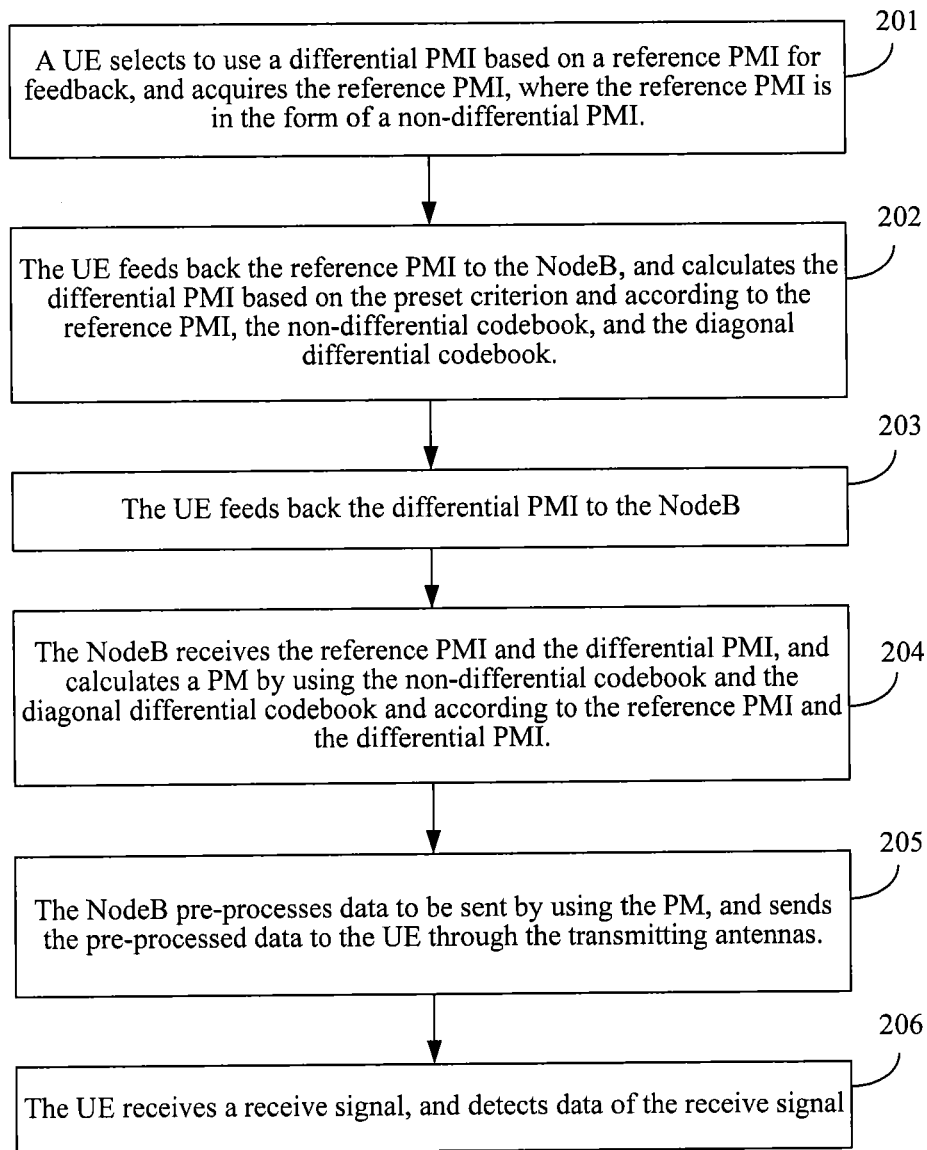 201
A UE selects to use a differential PMI based on a reference PMI for
feedback, and acquires the reference PMI, where the reference PMI is
in the form of a non-differential PMI.
202
The UE feeds back the reference PMI to the NodeB, and calculates the
differential PMI based on the preset criterion and according to the
reference PMI, the non-differential codebook, and the diagonal
differential codebook.
203
The UE feeds back the differential PMI to the NodeB
204
The NodeB receives the reference PMI and the differential PMI, and
calculates a PM by using the non-differential codebook and the
diagonal differential codebook and according to the reference PMI and
the differential PMI.
205
The NodeB pre-processes data to be sent by using the PM, and sends
the pre-processed data to the UE through the transmitting antennas.
206
The UE receives a receive signal, and detects data of the receive signal